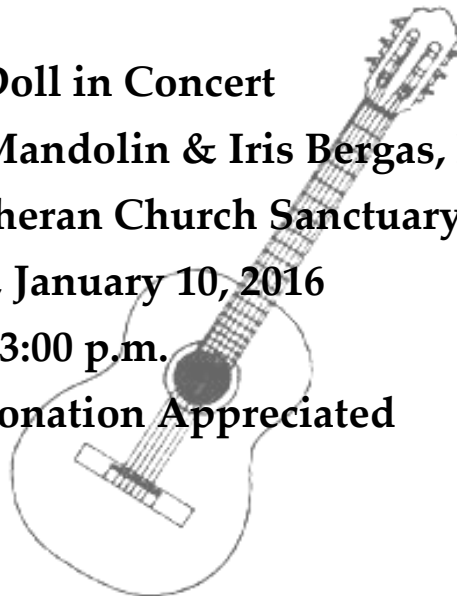 Doll in Concert
Mandolin & Iris Bergas,
heran Church Sanctuary
, January 10, 2016
3:00 p.m.
onation Appreciated